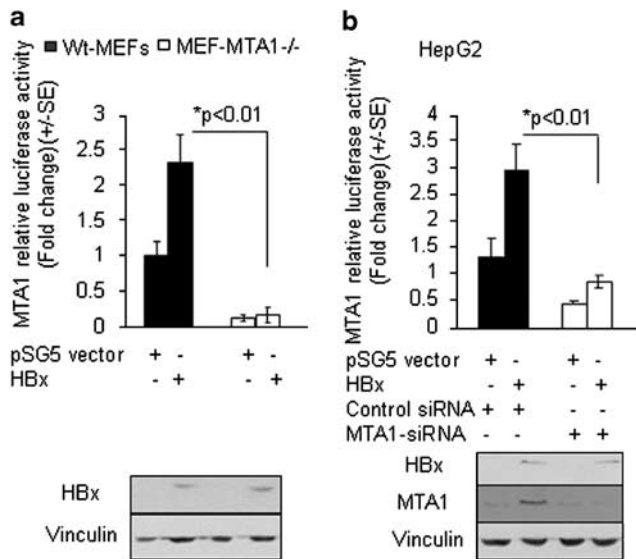 a
Wt-MEFs MEF-MTA1-/-
MTA1 relative luciferase activity
(Fold change)(+/-SE)
3
2.5
2
1.5
1
0.5
0
*p<0.01
pSG5 vector + - + -
HBx - + - +
HBx
Vinculin
b
HepG2
MTA1 relative luciferase activity
(Fold change)(+/-SE)
4
3.5
3
2.5
2
1.5
1
0.5
0
*p<0.01
pSG5 vector + - + -
HBx - + - +
Control siRNA + + - -
MTA1-siRNA - - + +
HBx
MTA1
Vinculin